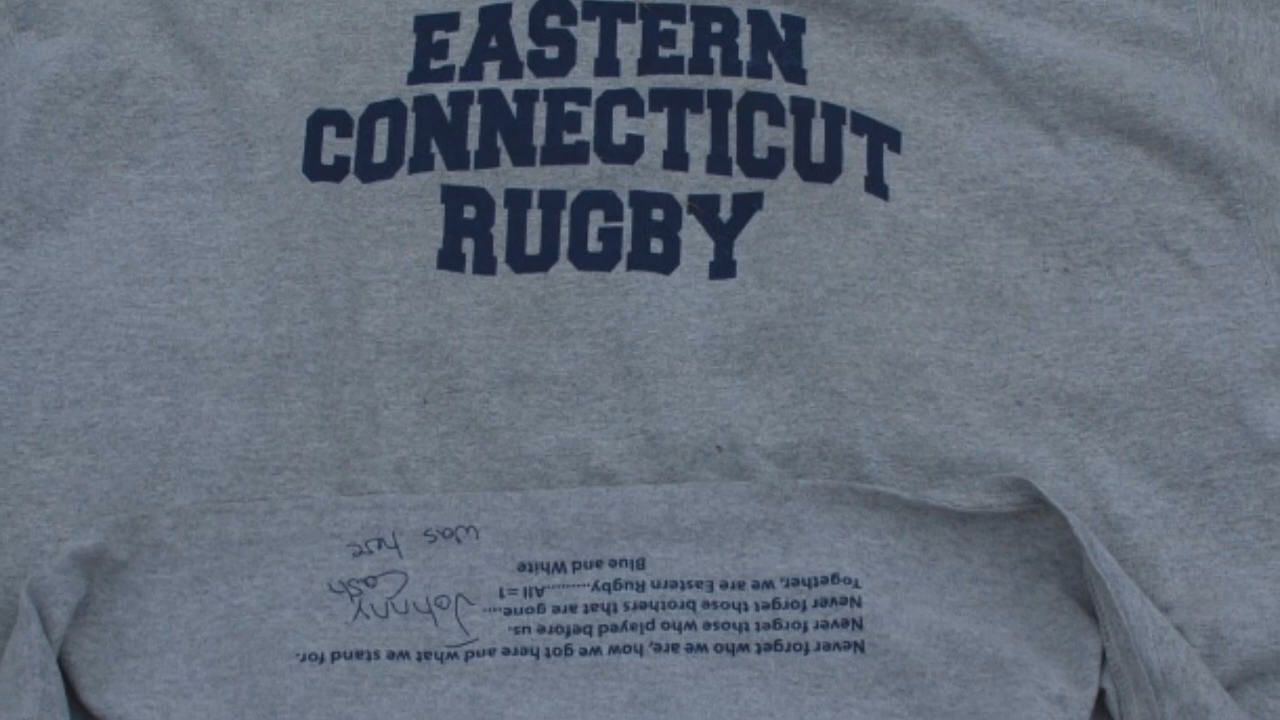 EASTERN
CONNECTICUT
RUGBY
Never forget who we are, how we got here and what we stand for.
Never forget those who played before us.
Never forget those brothers that are gone....
Together, we are Eastern Rugby...........All = 1
Blue and White
Johnny
Cash
was here